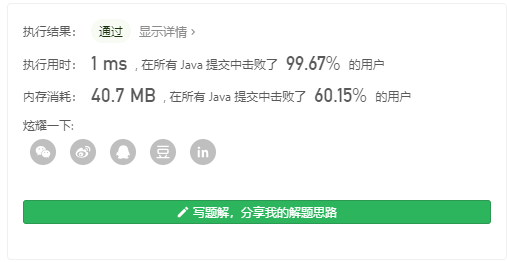 执行结果： 通过 显示详情 ›
执行用时： 1 ms , 在所有 Java 提交中击败了 99.67% 的用户
内存消耗： 40.7 MB , 在所有 Java 提交中击败了 60.15% 的用户
炫耀一下:
豆 in
写题解，分享我的解题思路